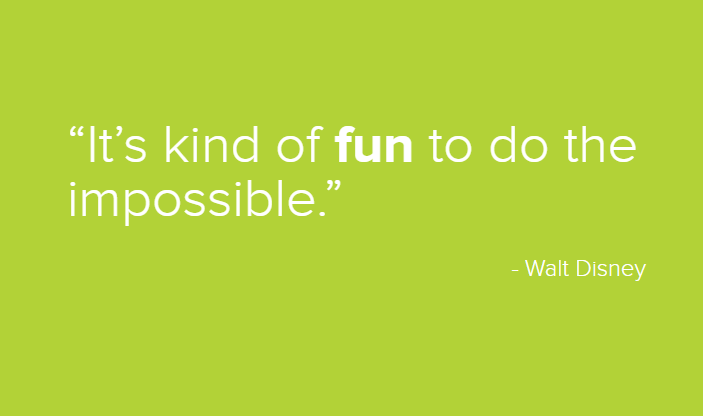 “It’s kind of fun to do the
impossible.”
- Walt Disney